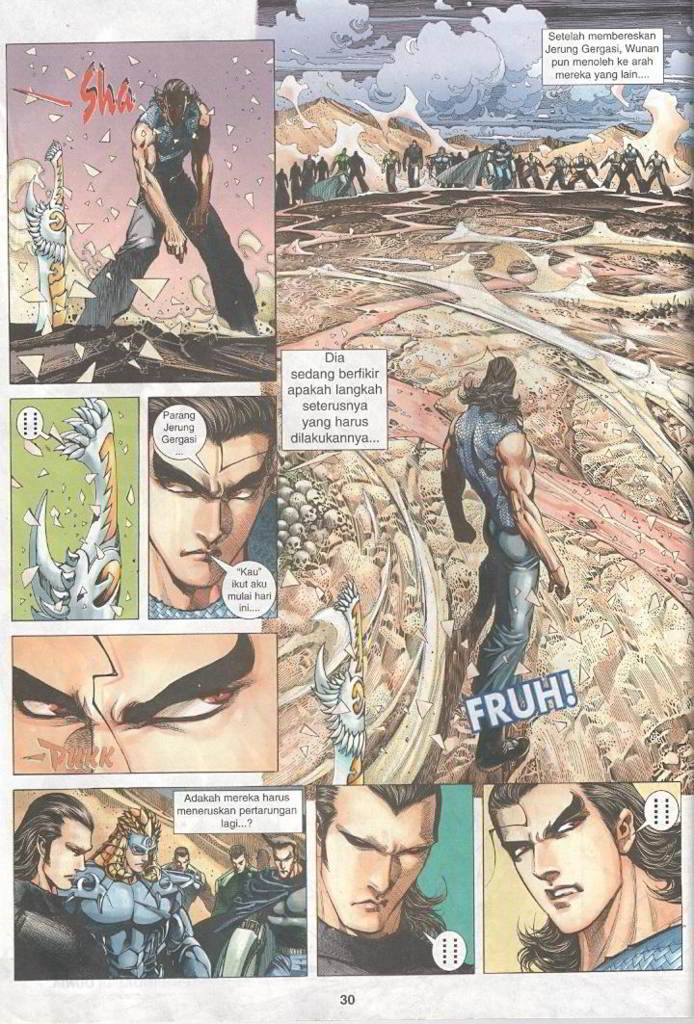 Sha
Setelah membereskan
Jerung Gergasi, Wunan
pun menoleh ke arah
mereka yang lain....
Dia
sedang berfikir
apakah langkah
seterusnya
yang harus
dilakukannya...
Parang
Jerung
Gergasi
...
"Kau"
ikut aku
mulai hari
ini....
FRUH!
Adakah mereka harus
meneruskan pertarungan
lagi...?
30